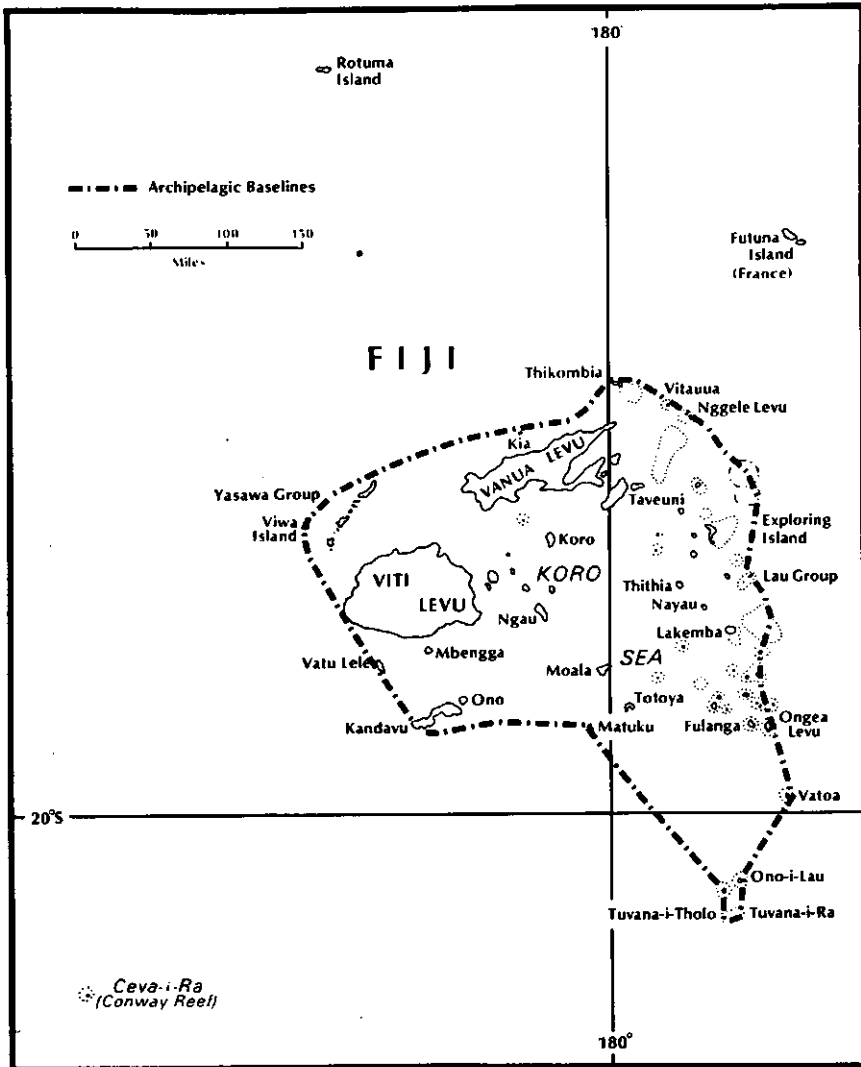 180°
Rotuma
Island
Archipelagic Baselines
0 50 100 150
Miles
Futuna
Island
(France)
FIJI
Thikombia
Vitauua
Nggele Levu
Kia
VANUA LEVU
Yasawa Group
Taveuni
Viwa
Island
Exploring
Island
Koro
KORO
VITI
LEVU
Lau Group
Thithia
Nayau
Ngau
Lakemba
Mbengga
SEA
Vatu Lele
Moala
Ono
Totoya
Kandavu
Matuku
Fulanga
Ongea
Levu
Vatoa
20°S
Ono-i-Lau
Tuvana-i-Tholo
Tuvana-i-Ra
Ceva-i-Ra
(Conway Reef)
180°